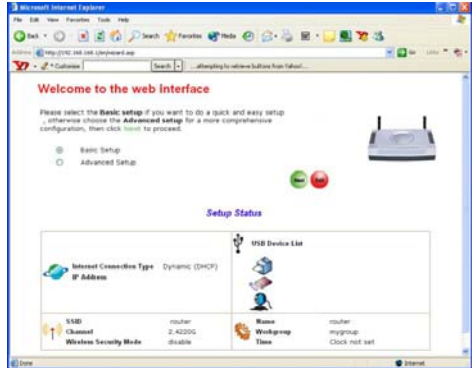 Microsoft Internet Explorer
File Edit View Favorites Tools Help
Back Search Favorites Media
Address http://192.168.168.1/en/wizard.asp Go Links
Customize Search ...attempting to retrieve buttons from Yahoo!...
Welcome to the web interface
Please select the Basic setup if you want to do a quick and easy setup
, otherwise choose the Advanced setup for a more comprehensive
configuration, then click Next to proceed.
Basic Setup
Advanced Setup
Next Exit
Setup Status
Internet Connection Type Dynamic (DHCP)
IP Address
USB Device List
SSID router
Channel 2.422GG
Wireless Security Mode disable
Name router
Workgroup mygroup
Time Clock not set
Done Internet